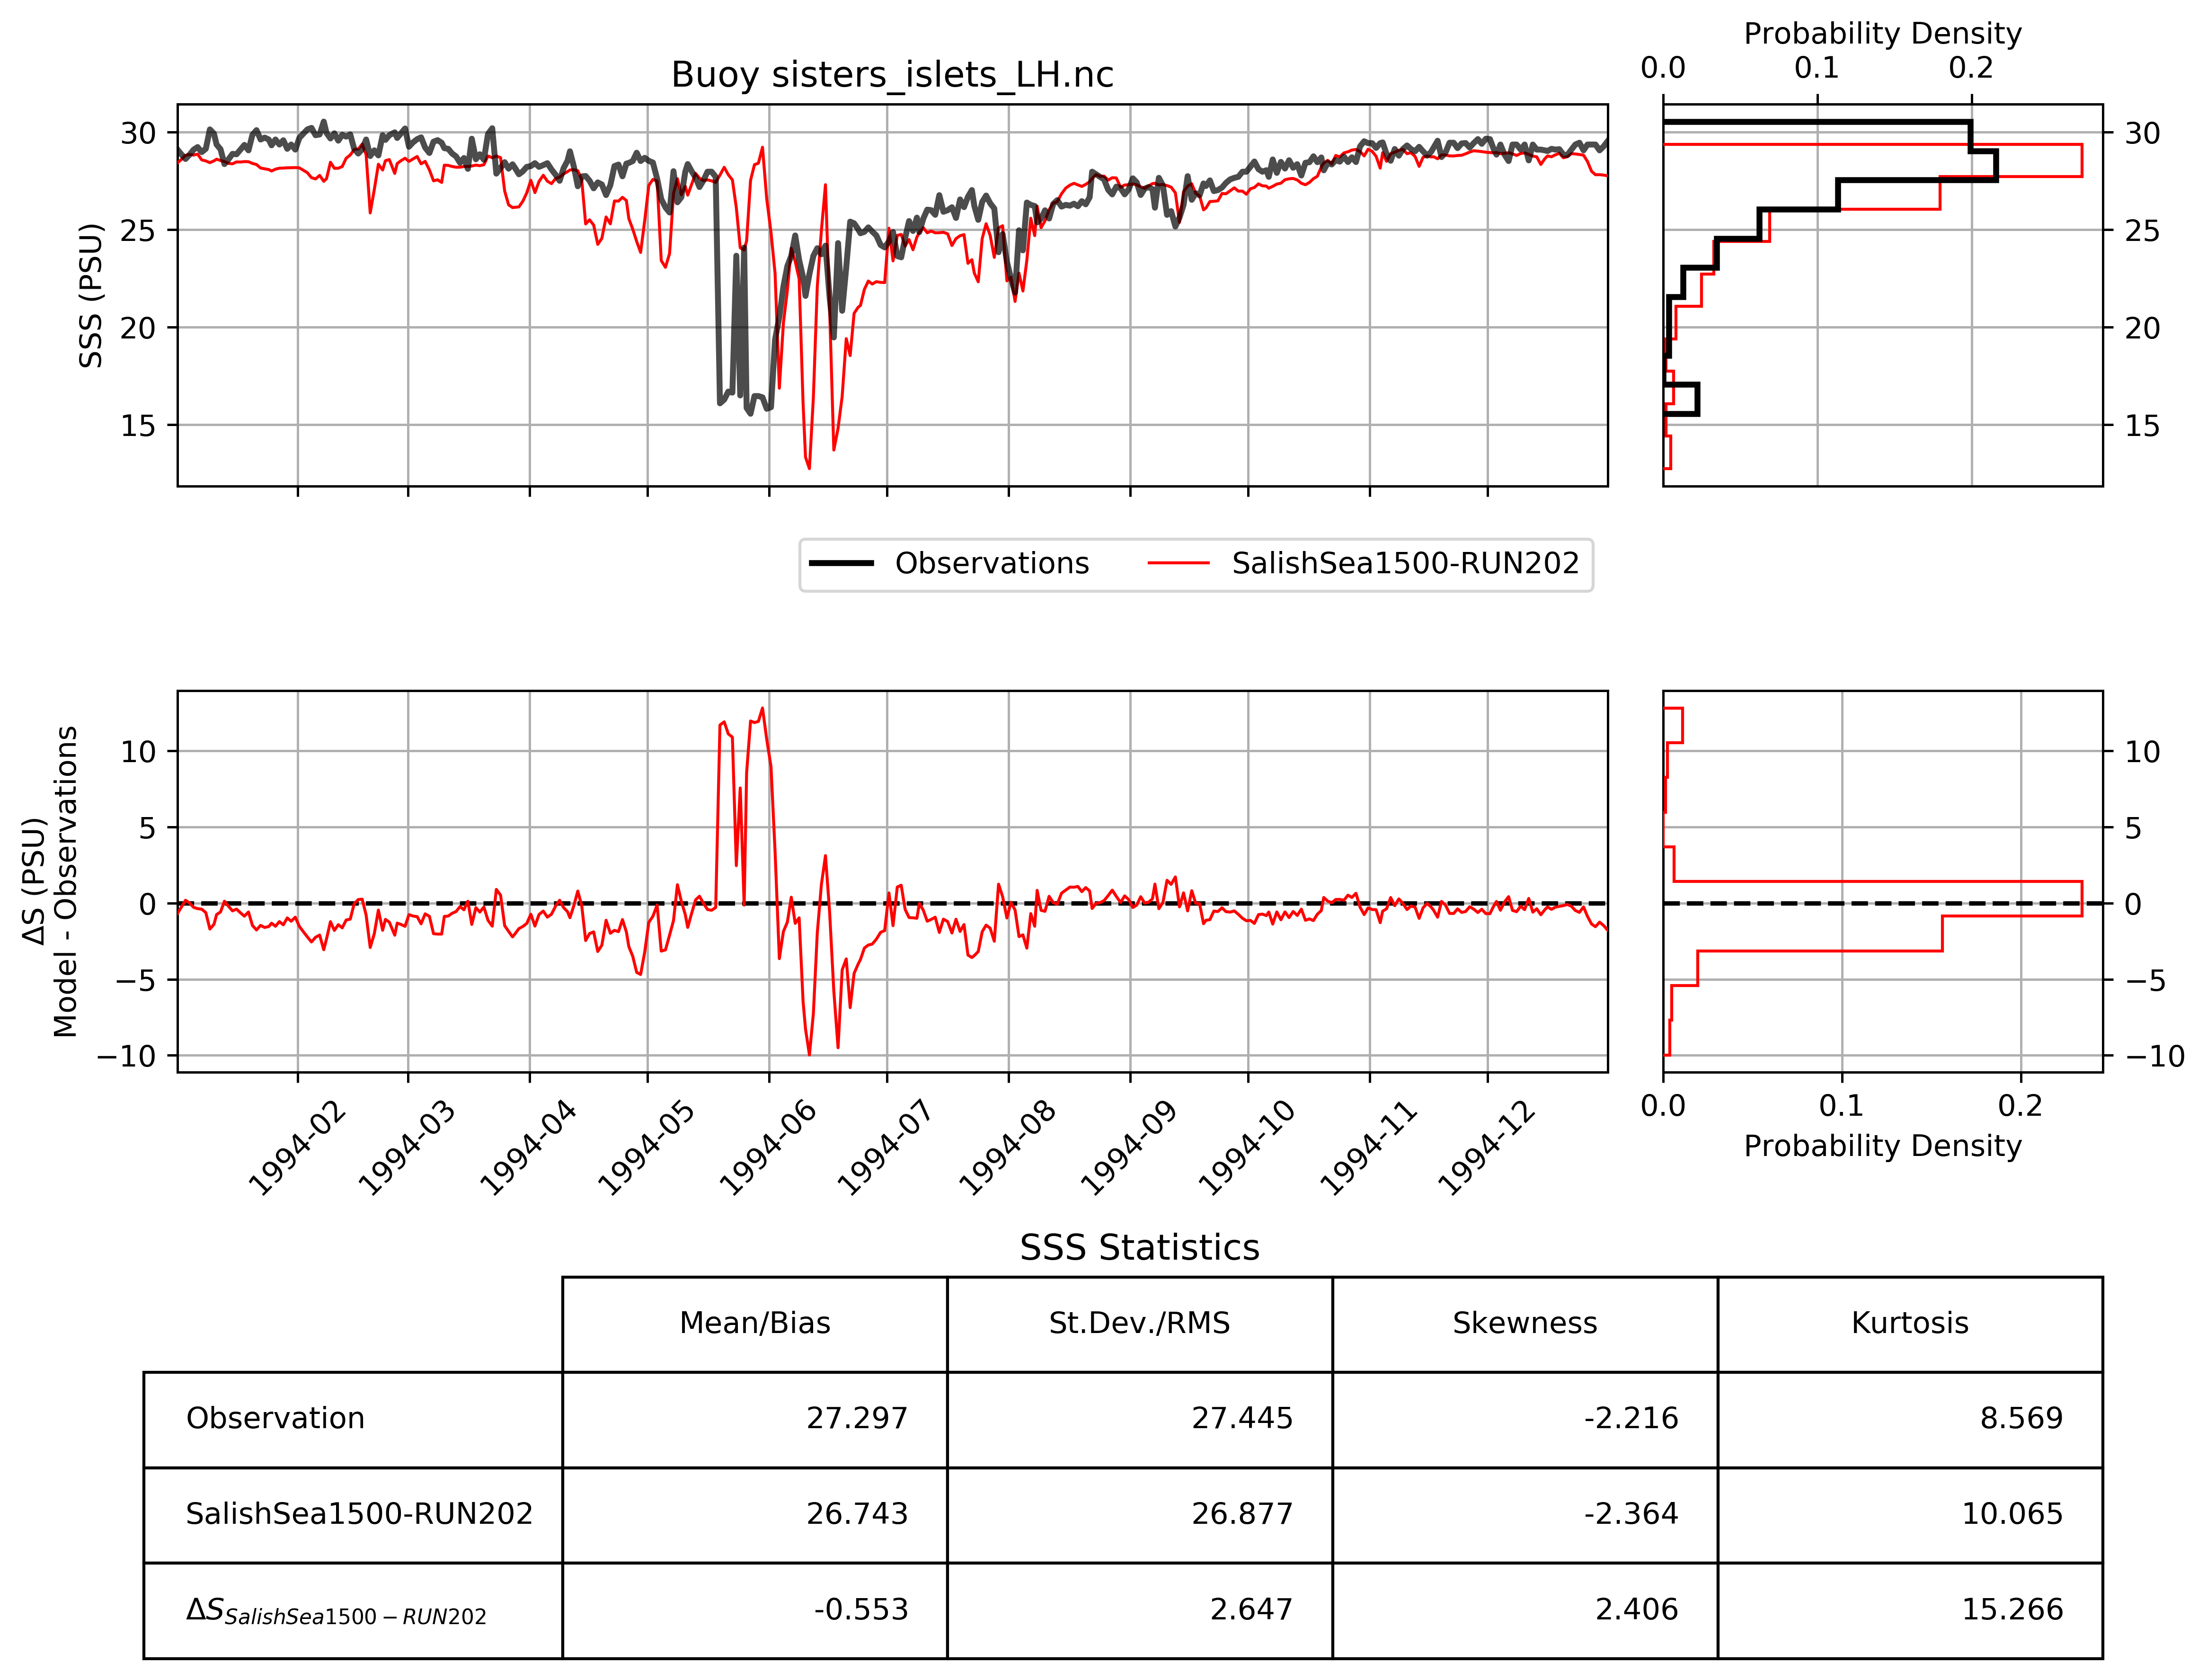 Probability Density
0.0 0.1 0.2
Buoy sisters_islets_LH.nc
30
25
20
15
SSS (PSU)
30
25
20
15
Observations SalishSea1500-RUN202
10
5
0
−5
−10
ΔS (PSU)
Model - Observations
10
5
0
−5
−10
1994-02 1994-03 1994-04 1994-05 1994-06 1994-07 1994-08 1994-09 1994-10 1994-11 1994-12
0.0 0.1 0.2
Probability Density
SSS Statistics
Mean/Bias St.Dev./RMS Skewness Kurtosis
Observation 27.297 27.445 -2.216 8.569
SalishSea1500-RUN202 26.743 26.877 -2.364 10.065
ΔS SalishSea1500−RUN202 -0.553 2.647 2.406 15.266